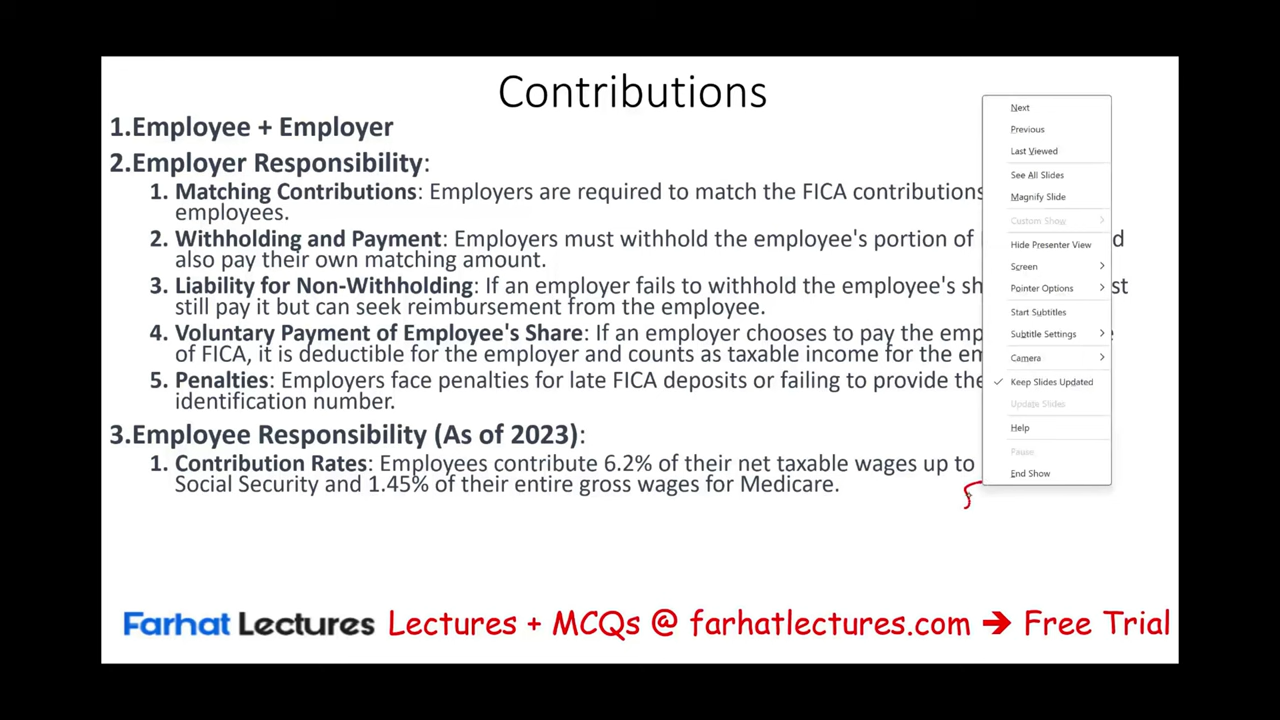 Contributions
1.Employee + Employer
2.Employer Responsibility:
1. Matching Contributions: Employers are required to match the FICA contributions
employees.
2. Withholding and Payment: Employers must withhold the employee's portion of
also pay their own matching amount.
3. Liability for Non-Withholding: If an employer fails to withhold the employee's
still pay it but can seek reimbursement from the employee.
4. Voluntary Payment of Employee's Share: If an employer chooses to pay the
of FICA, it is deductible for the employer and counts as taxable income for the
5. Penalties: Employers face penalties for late FICA deposits or failing to provide
identification number.
3.Employee Responsibility (As of 2023):
1. Contribution Rates: Employees contribute 6.2% of their net taxable wages up to
Social Security and 1.45% of their entire gross wages for Medicare.
Next
Previous
Last Viewed
See All Slides
Magnify Slide
Custom Show
Hide Presenter View
Screen
Pointer Options
Start Subtitles
Subtitle Settings
Camera
Keep Slides Updated
Update Slides
Help
Pause
End Show
Farhat Lectures Lectures + MCQs @ farhatlectures.com → Free Trial